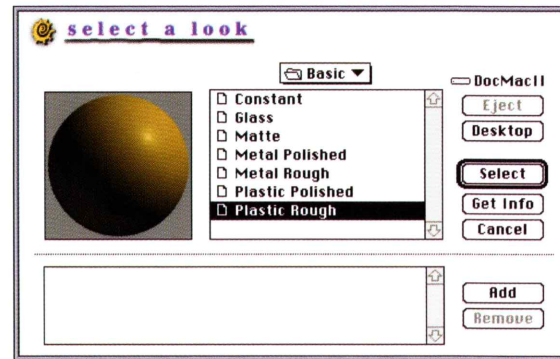 select a look
Basic
DocMacII
Constant
Glass
Matte
Metal Polished
Metal Rough
Plastic Polished
Plastic Rough
Eject
Desktop
Select
Get Info
Cancel
Add
Remove